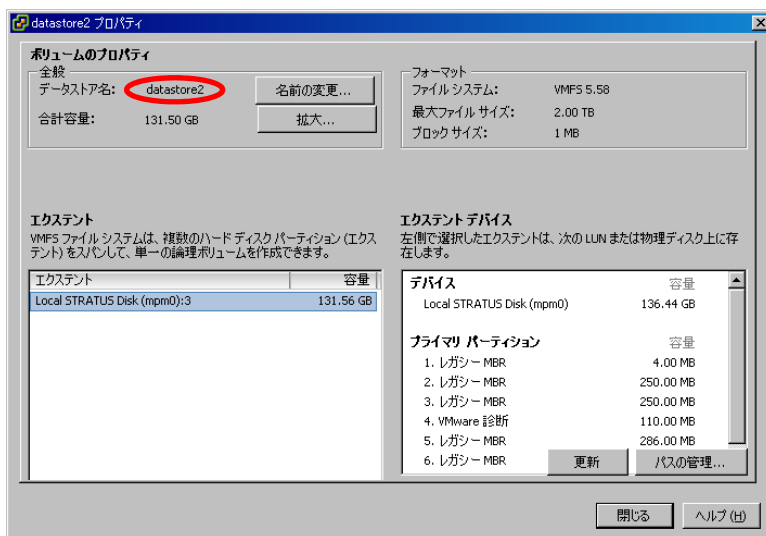 datastore2 プロパティ
ボリュームのプロパティ
全般
データストア名: datastore2 名前の変更...
合計容量: 131.50 GB 拡大...
フォーマット
ファイル システム: VMFS 5.58
最大ファイル サイズ: 2.00 TB
ブロック サイズ: 1 MB
エクステント
VMFS ファイル システムは、複数のハード ディスク パーティション (エクス
テント) をスパンして、単一の論理ボリュームを作成できます。
エクステント 容量
Local STRATUS Disk (mpm0):3 131.56 GB
エクステント デバイス
左側で選択したエクステントは、次の LUN または物理ディスク上に存
在します。
デバイス 容量
Local STRATUS Disk (mpm0) 136.44 GB
プライマリ パーティション 容量
1. レガシー MBR 4.00 MB
2. レガシー MBR 250.00 MB
3. レガシー MBR 250.00 MB
4. VMware 診断 110.00 MB
5. レガシー MBR 286.00 MB
6. レガシー MBR
更新 パスの管理...
閉じる ヘルプ (H)